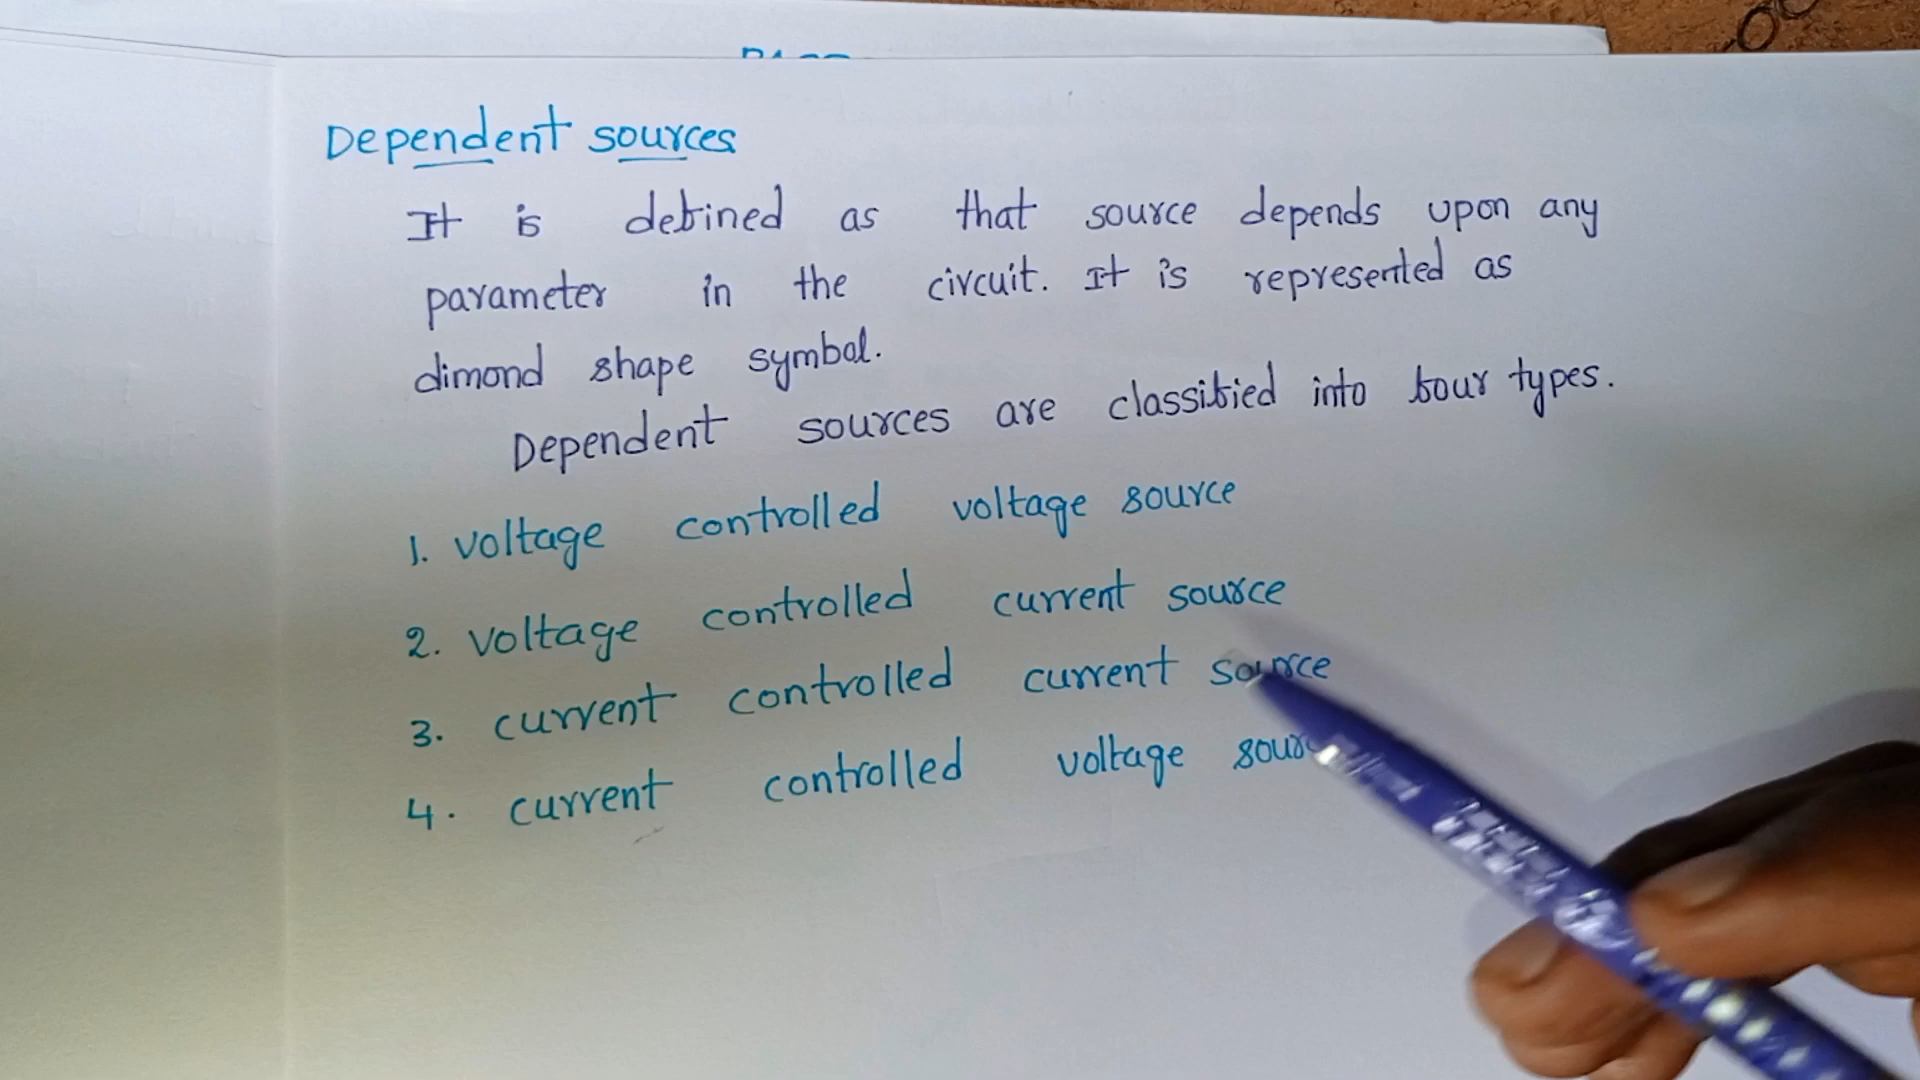 Dependent sources
It is defined as that source depends upon any
parameter in the circuit. It is represented as
dimond shape symbol.
Dependent sources are classified into four types.
1. voltage controlled voltage source
2. voltage controlled current source
3. current controlled current source
4. current controlled voltage